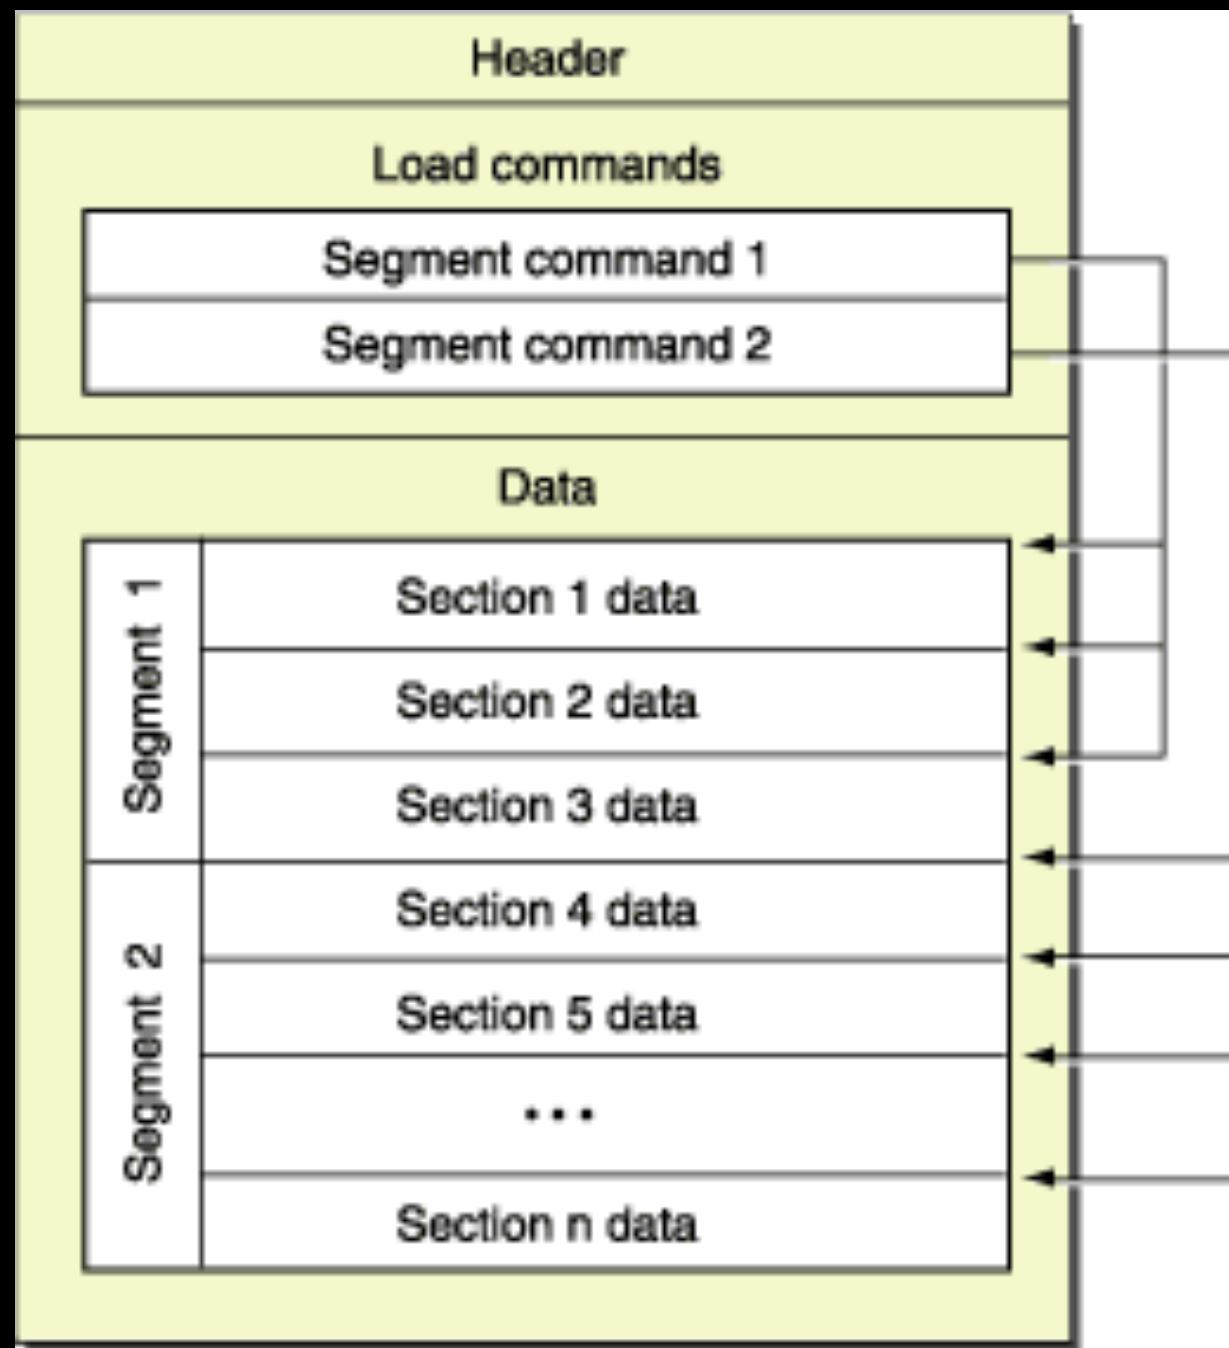 Header
Load commands
Segment command 1
Segment command 2
Data
Segment 1
Section 1 data
Section 2 data
Section 3 data
Segment 2
Section 4 data
Section 5 data
...
Section n data